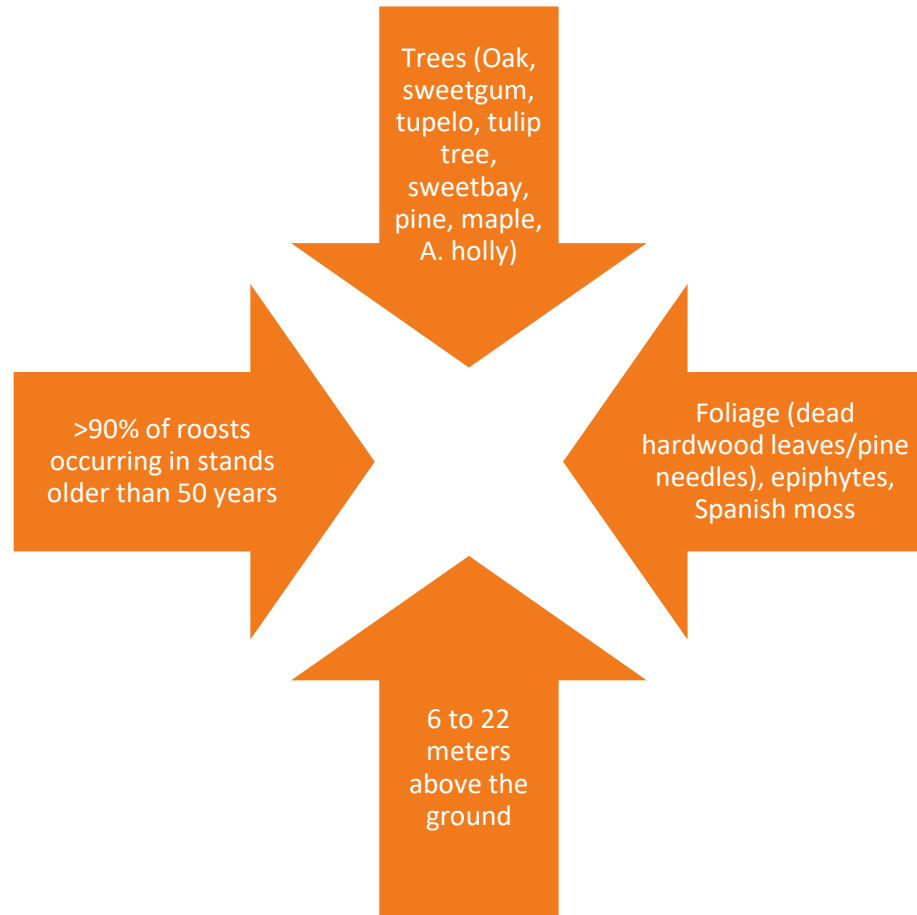 Trees (Oak,
sweetgum,
tupelo, tulip
tree,
sweetbay,
pine, maple,
A. holly)
>90% of roosts
occurring in stands
older than 50 years
Foliage (dead
hardwood leaves/pine
needles), epiphytes,
Spanish moss
6 to 22
meters
above the
ground